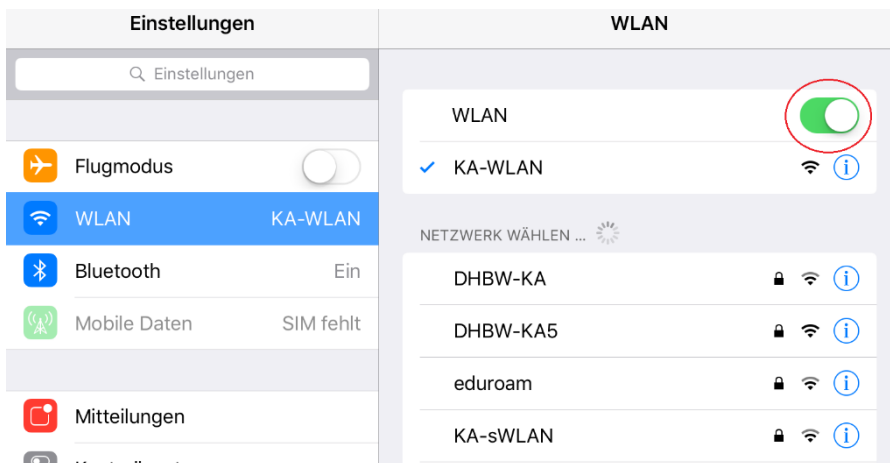 Einstellungen
WLAN
Einstellungen
Flugmodus
WLAN KA-WLAN
Bluetooth Ein
Mobile Daten SIM fehlt
Mitteilungen
WLAN
KA-WLAN
NETZWERK WÄHLEN ...
DHBW-KA
DHBW-KA5
eduroam
KA-sWLAN